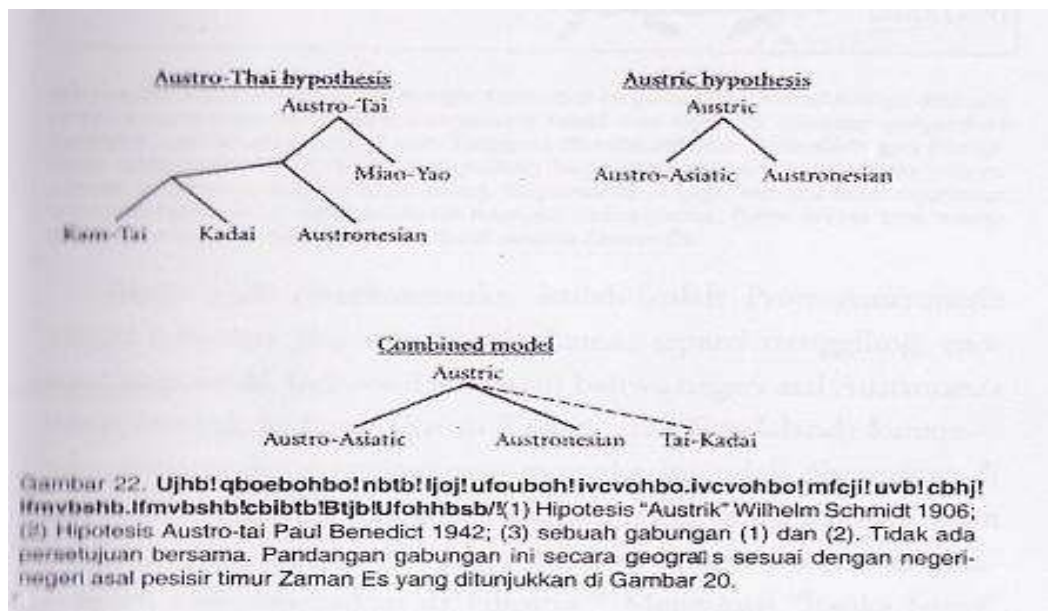 Austro-Thai hypothesis
Austro-Tai
Miao-Yao
Kam-Tai Kadai Austronesian
Austric hypothesis
Austric
Austro-Asiatic Austronesian
Combined model
Austric
Austro-Asiatic Austronesian Tai-Kadai
Gambar 22. Ujhb!qboebohbo!nbtb!ljoj!ufouboh!ivcvohbo.ivcvohbo!mfcji!uvb!cbhj!
lfmvbshb.lfmvbshb!cbibtb!Btjb!Ufohhbsb/!(1) Hipotesis "Austrik" Wilhelm Schmidt 1906;
(2) Hipotesis Austro-tai Paul Benedict 1942; (3) sebuah gabungan (1) dan (2). Tidak ada
persetujuan bersama. Pandangan gabungan ini secara geografis sesuai dengan negeri-
negeri asal pesisir timur Zaman Es yang ditunjukkan di Gambar 20.